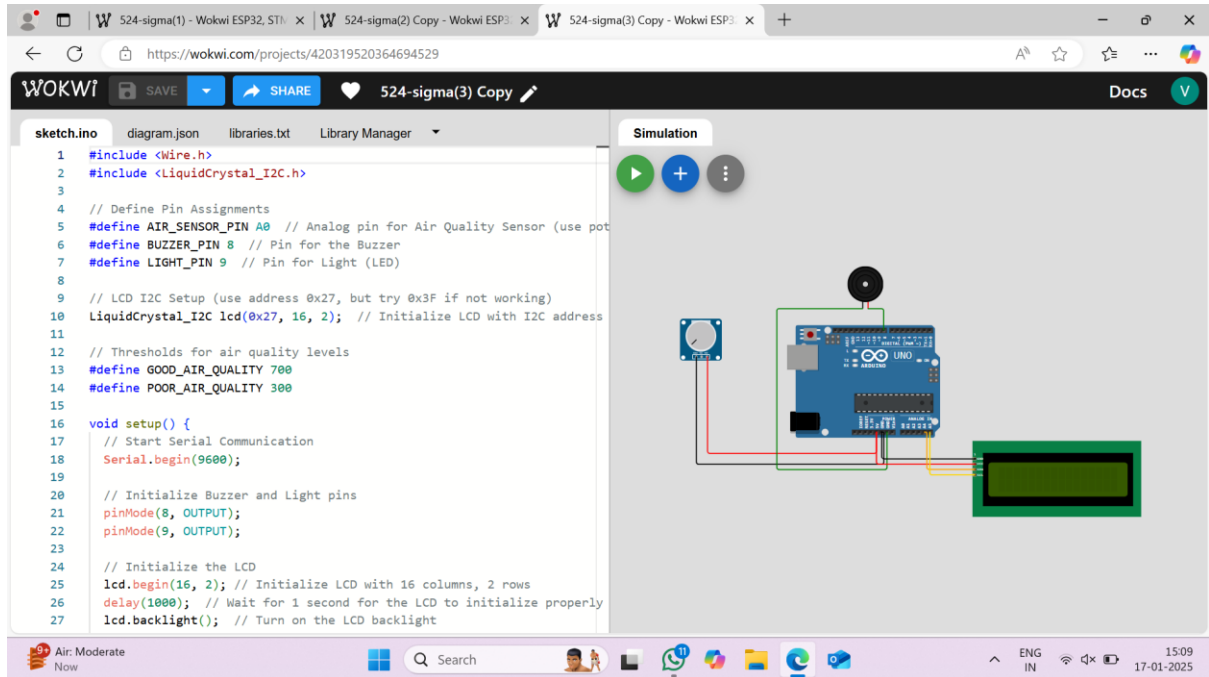 524-sigma(1) - Wokwi ESP32, STM
524-sigma(2) Copy - Wokwi ESP3
524-sigma(3) Copy - Wokwi ESP3
https://wokwi.com/projects/420319520364694529
WOKWi
SAVE
SHARE
524-sigma(3) Copy
Docs
V
sketch.ino
diagram.json
libraries.txt
Library Manager
Simulation
1 #include <Wire.h>
2 #include <LiquidCrystal_I2C.h>
3
4 // Define Pin Assignments
5 #define AIR_SENSOR_PIN A0 // Analog pin for Air Quality Sensor (use pot
6 #define BUZZER_PIN 8 // Pin for the Buzzer
7 #define LIGHT_PIN 9 // Pin for Light (LED)
8
9 // LCD I2C Setup (use address 0x27, but try 0x3F if not working)
10 LiquidCrystal_I2C lcd(0x27, 16, 2); // Initialize LCD with I2C address
11
12 // Thresholds for air quality levels
13 #define GOOD_AIR_QUALITY 700
14 #define POOR_AIR_QUALITY 300
15
16 void setup() {
17 // Start Serial Communication
18 Serial.begin(9600);
19
20 // Initialize Buzzer and Light pins
21 pinMode(8, OUTPUT);
22 pinMode(9, OUTPUT);
23
24 // Initialize the LCD
25 lcd.begin(16, 2); // Initialize LCD with 16 columns, 2 rows
26 delay(1000); // Wait for 1 second for the LCD to initialize properly
27 lcd.backlight(); // Turn on the LCD backlight
UNO
ARDUINO
9+
Air: Moderate
Now
Search
11
ENG
IN
15:09
17-01-2025